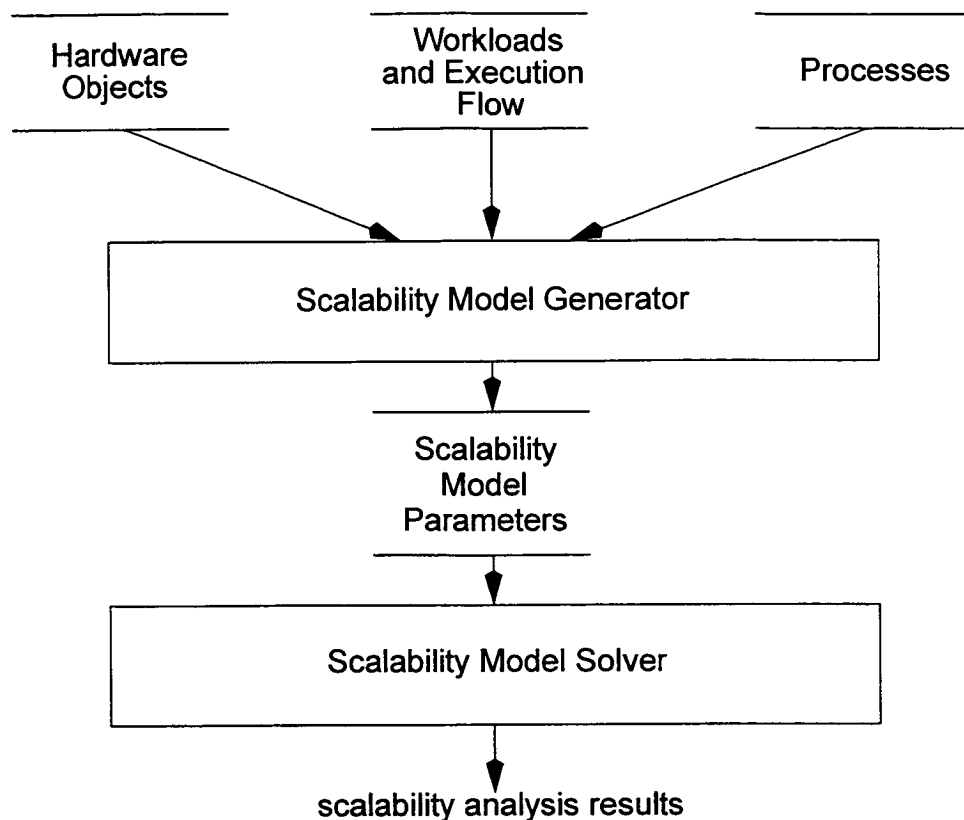 Hardware
Objects
Workloads
and Execution
Flow
Processes
Scalability Model Generator
Scalability
Model
Parameters
Scalability Model Solver
scalability analysis results